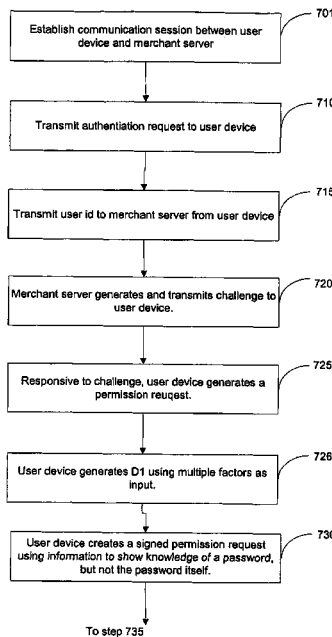 701
Establish communication session between user
device and merchant server
710
Transmit authentication request to user device
715
Transmit user id to merchant server from user device
720
Merchant server generates and transmits challenge to
user device.
725
Responsive to challenge, user device generates a
permission reuqest.
726
User device generates D1 using multiple factors as
input.
730
User device creates a signed permission request
using information to show knowledge of a password,
but not the password itself.
To step 735